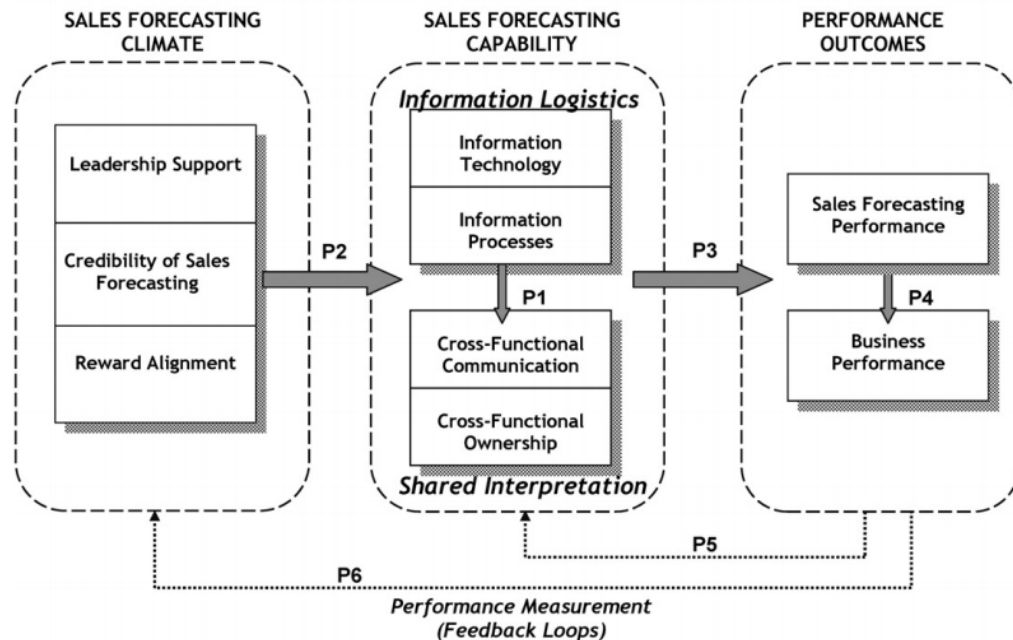 SALES FORECASTING
CLIMATE
SALES FORECASTING
CAPABILITY
PERFORMANCE
OUTCOMES
Leadership Support
Credibility of Sales
Forecasting
Reward Alignment
P2
Information Logistics
Information
Technology
Information
Processes
P1
Cross-Functional
Communication
Cross-Functional
Ownership
Shared Interpretation
P3
Sales Forecasting
Performance
P4
Business
Performance
P5
P6
Performance Measurement
(Feedback Loops)